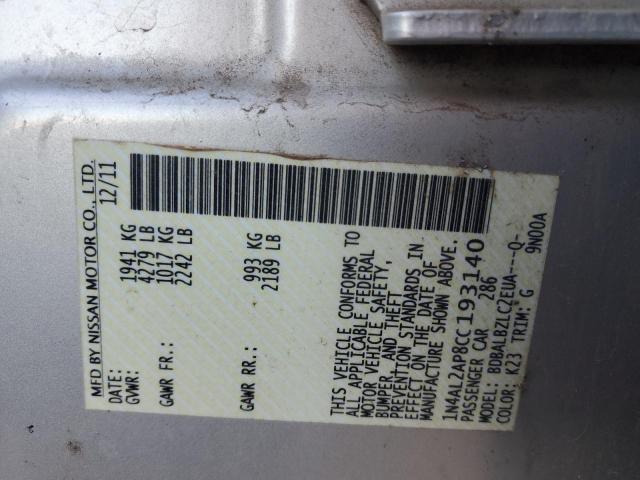 MFD BY NISSAN MOTOR CO., LTD.
DATE: 12/11
GVWR: 1941 KG
4279 LB
GAWR FR.: 1017 KG
2242 LB
GAWR RR.: 993 KG
2189 LB
THIS VEHICLE CONFORMS TO
ALL APPLICABLE FEDERAL
MOTOR VEHICLE SAFETY,
BUMPER, AND THEFT
PREVENTION STANDARDS IN
EFFECT ON THE DATE OF
MANUFACTURE SHOWN ABOVE.
1N4AL2AP8CC193140
PASSENGER CAR 286
MODEL: BDBALBZLCZEUA----Q-
COLOR: K23 TRIM: G 9N00A